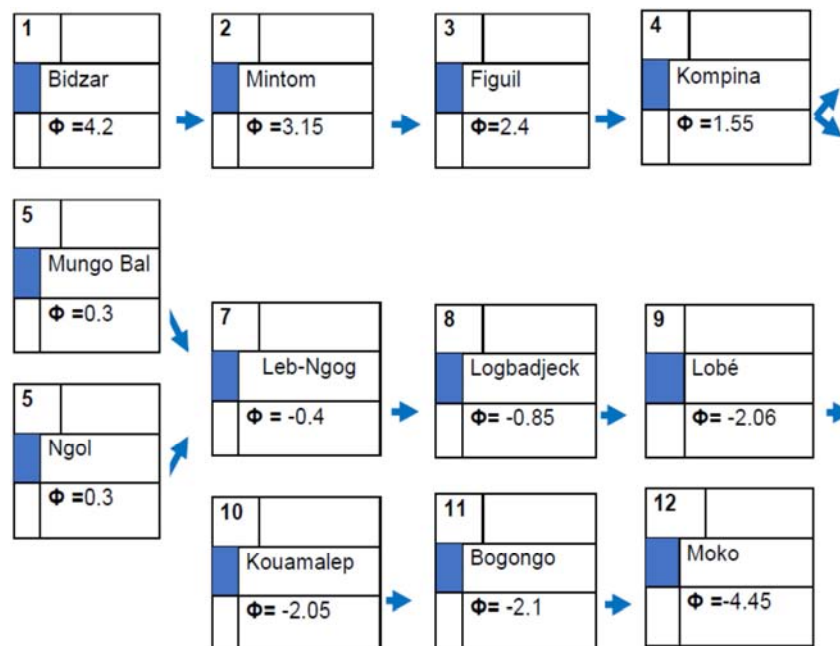 1
Bidzar
Φ =4.2
2
Mintom
Φ =3.15
3
Figuil
Φ=2.4
4
Kompina
Φ =1.55
5
Mungo Bal
Φ =0.3
5
Ngol
Φ =0.3
7
Leb-Ngog
Φ = -0.4
8
Logbadjeck
Φ= -0.85
9
Lobé
Φ= -2.06
10
Kouamalep
Φ= -2.05
11
Bogongo
Φ= -2.1
12
Moko
Φ =-4.45